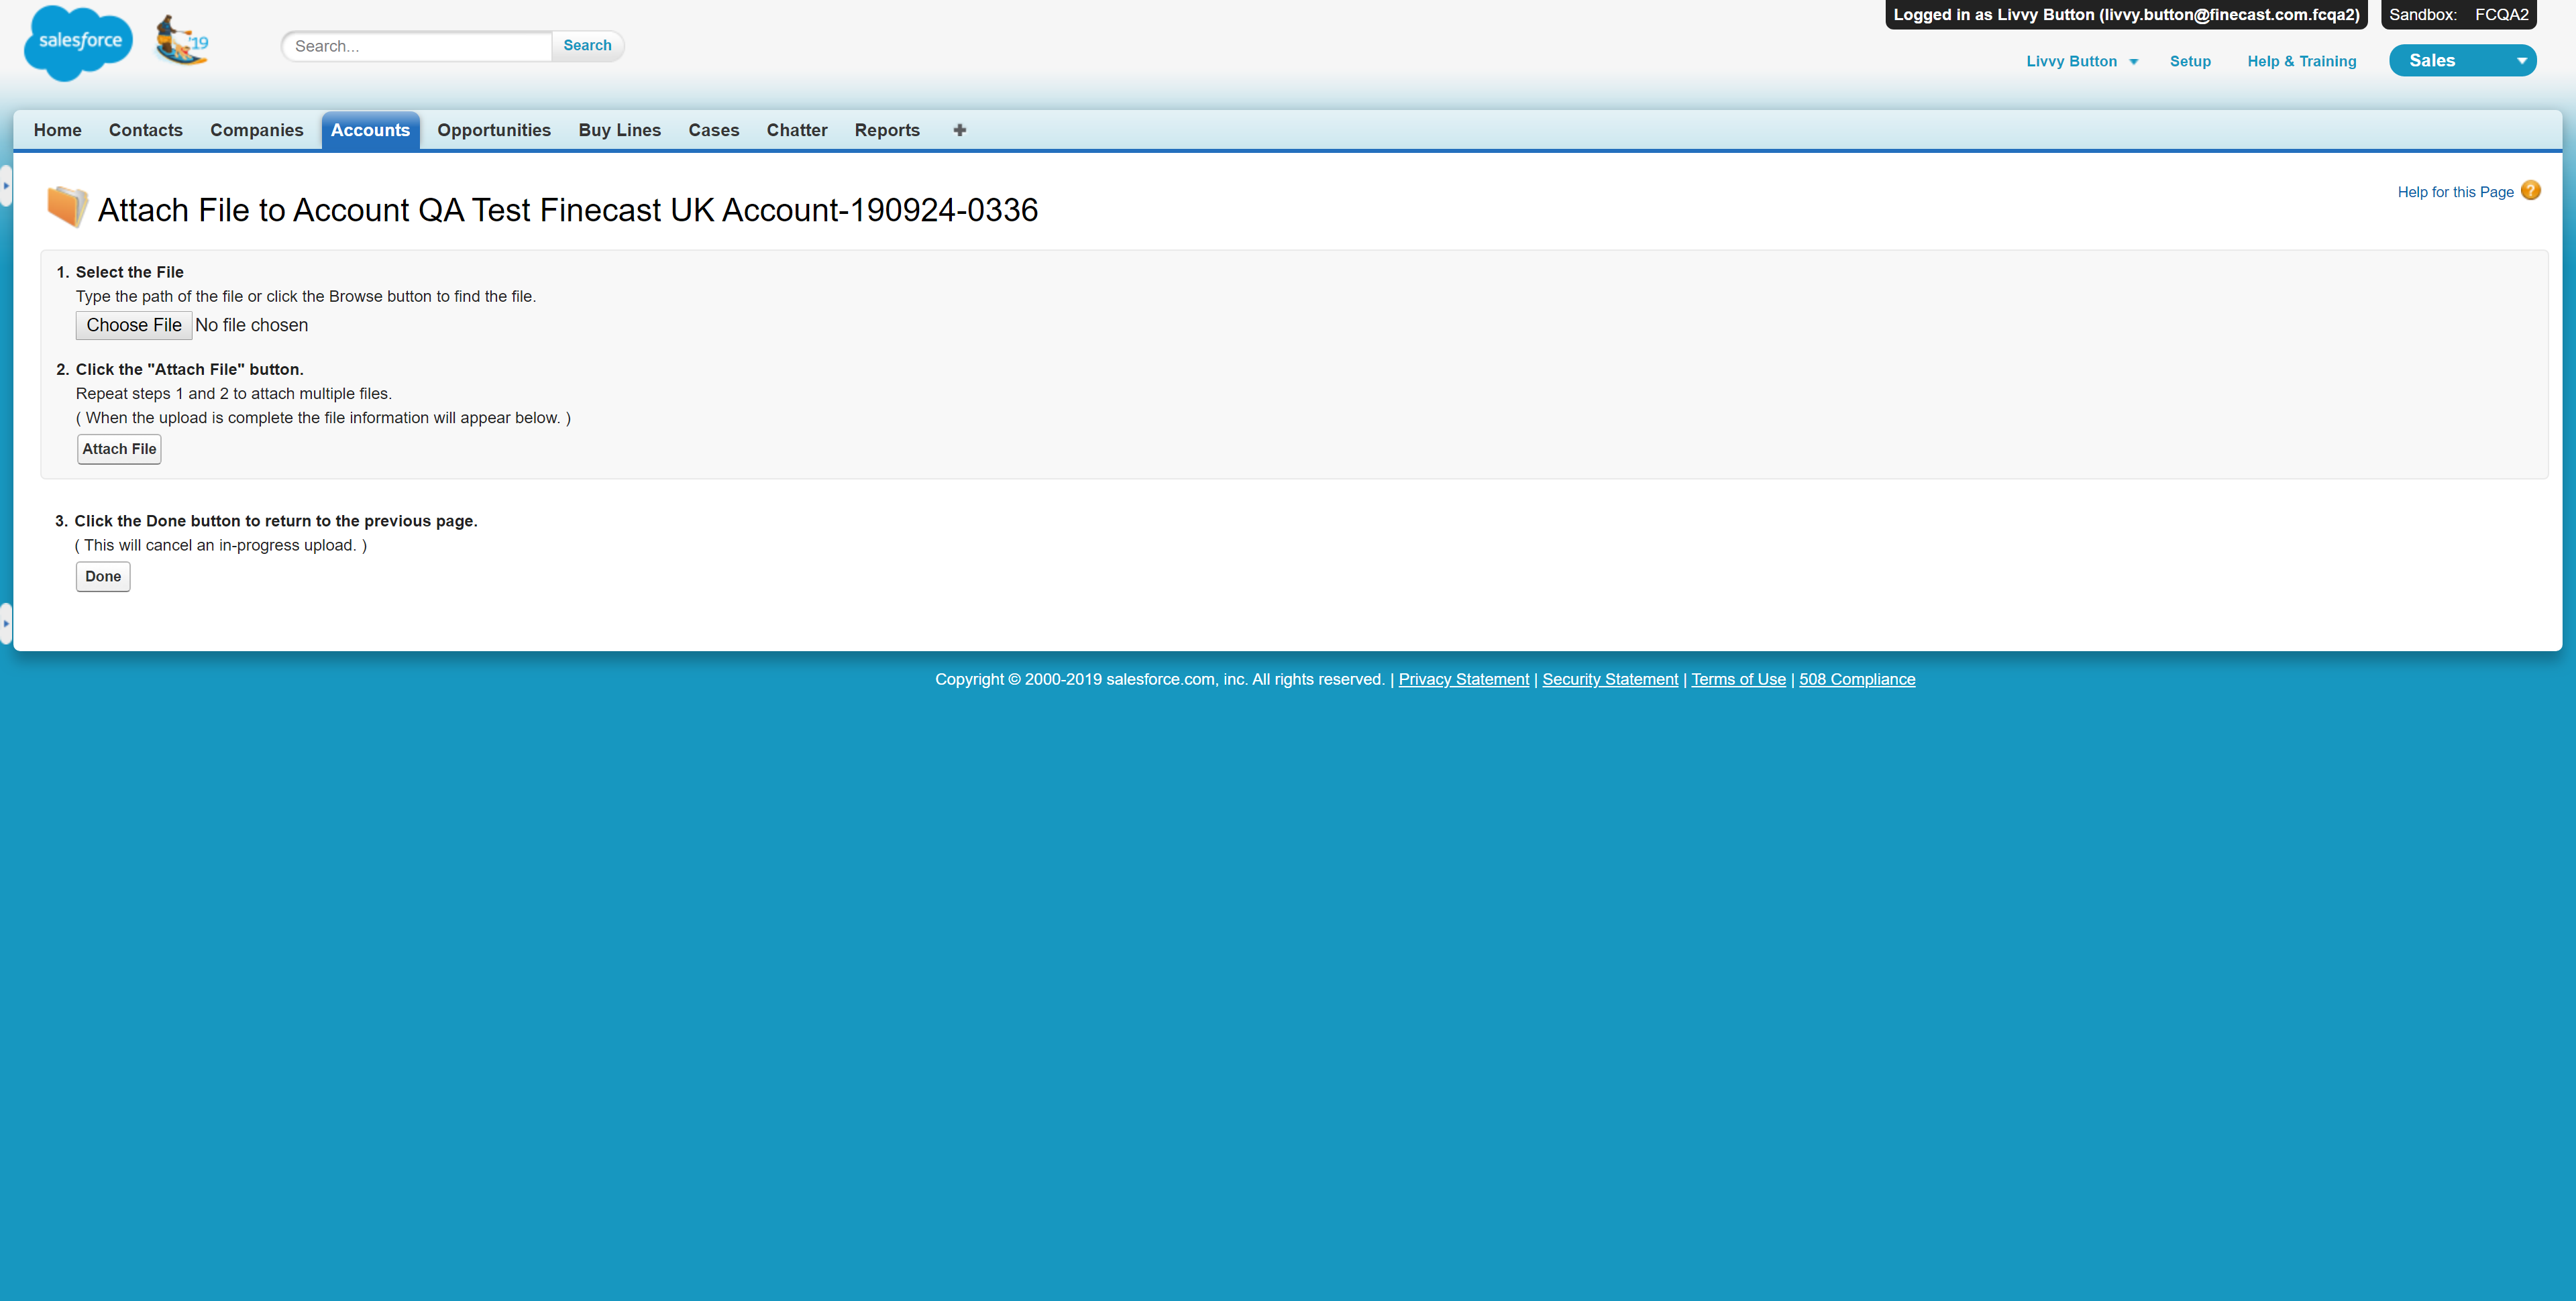 Logged in as Livvy Button (livvy.button@finecast.com.fcqa2) Sandbox: FCQA2
salesforce '19 Search... Search Livvy Button Setup Help & Training Sales
Home Contacts Companies Accounts Opportunities Buy Lines Cases Chatter Reports
Help for this Page
Attach File to Account QA Test Finecast UK Account-190924-0336
1. Select the File
Type the path of the file or click the Browse button to find the file.
Choose File No file chosen
2. Click the "Attach File" button.
Repeat steps 1 and 2 to attach multiple files.
( When the upload is complete the file information will appear below. )
Attach File
3. Click the Done button to return to the previous page.
( This will cancel an in-progress upload. )
Done
Copyright © 2000-2019 salesforce.com, inc. All rights reserved. | Privacy Statement | Security Statement | Terms of Use | 508 Compliance